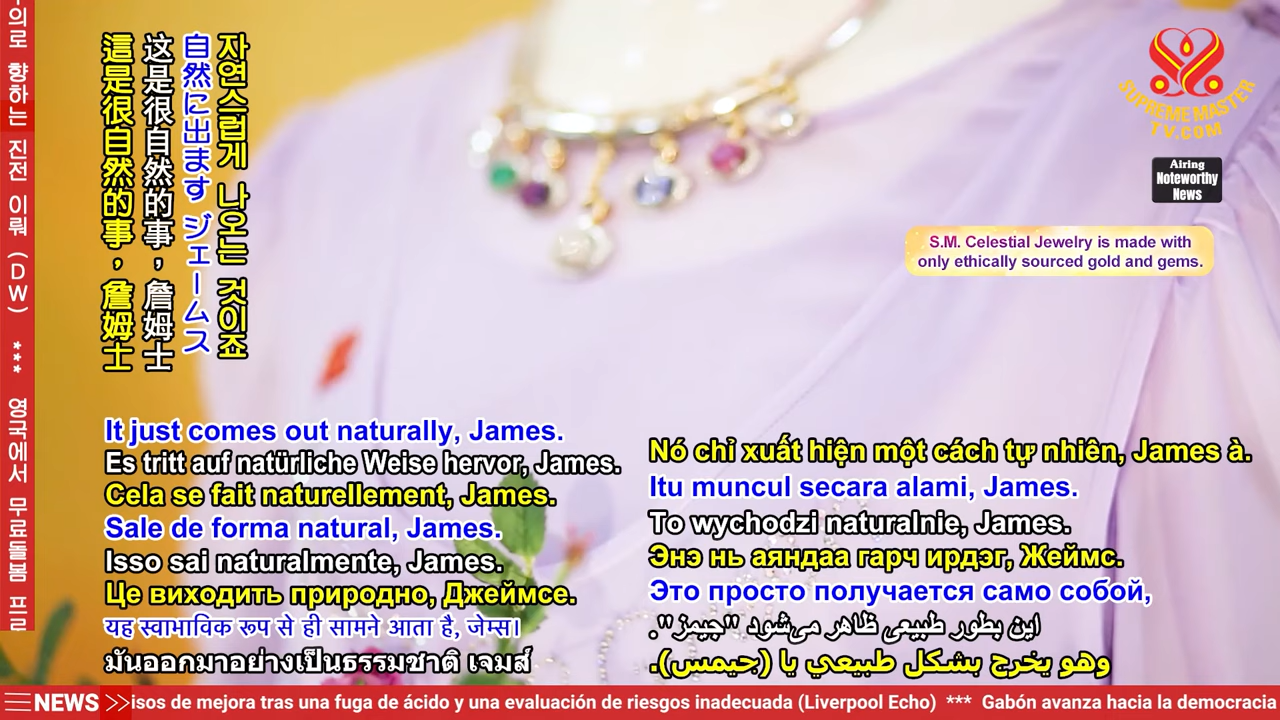 의로 향하는 진전 이뤄 (DW) *** 영국에서 무료돌봄 프로
這是很自然的事，詹姆士
这是很自然的事，詹姆士
自然に出ます ジェームス
자연스럽게 나오는 것이죠
SUPREME MASTER
TV.COM
Airing
Noteworthy
News
S.M. Celestial Jewelry is made with
only ethically sourced gold and gems.
It just comes out naturally, James.
Es tritt auf natürliche Weise hervor, James.
Cela se fait naturellement, James.
Sale de forma natural, James.
Isso sai naturalmente, James.
Це виходить природно, Джеймсе.
यह स्वाभाविक रूप से ही सामने आता है, जेम्स।
มันออกมาอย่างเป็นธรรมชาติ เจมส์
Nó chỉ xuất hiện một cách tự nhiên, James à.
Itu muncul secara alami, James.
To wychodzi naturalnie, James.
Энэ нь аяндаа гарч ирдэг, Жеймс.
Это просто получается само собой,
این بطور طبیعی ظاهر می‌شود "جیمز".
وهو يخرج بشكل طبيعي يا (جيمس).
NEWS
isos de mejora tras una fuga de ácido y una evaluación de riesgos inadecuada (Liverpool Echo) *** Gabón avanza hacia la democracia